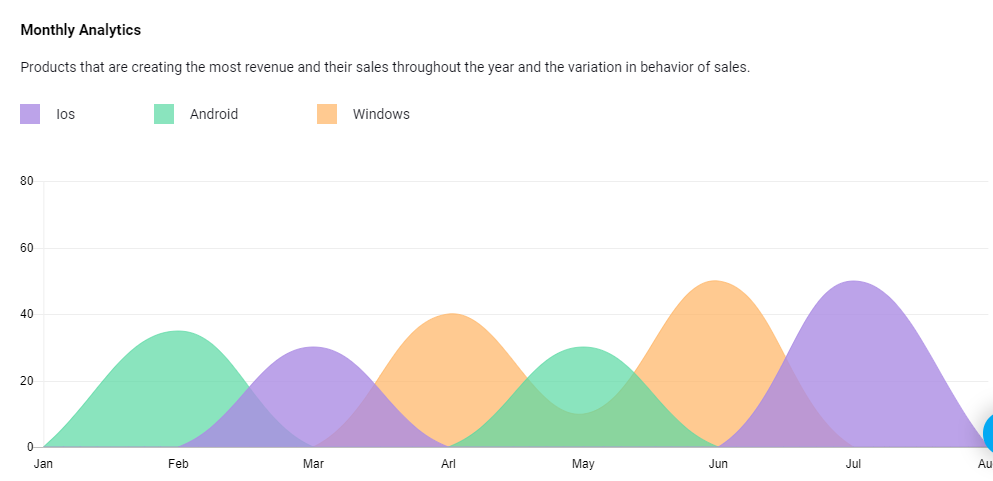 Monthly Analytics
Products that are creating the most revenue and their sales throughout the year and the variation in behavior of sales.
Ios Android Windows
80
60
40
20
0
Jan Feb Mar Arl May Jun Jul Au